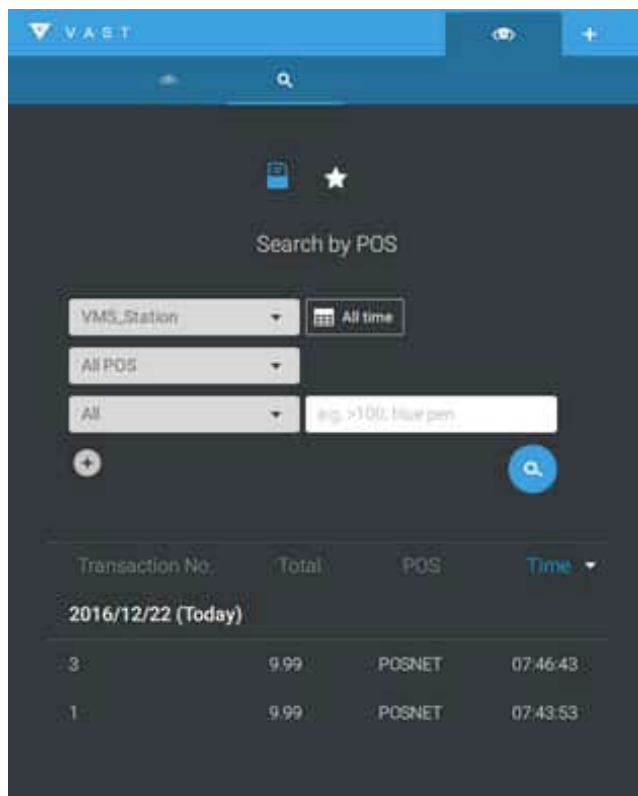 VAST
Search by POS
VMS_Station All time
All POS
All e.g. >100, blue pen
Transaction No. Total POS Time
2016/12/22 (Today)
3 9.99 POSNET 07:46:43
1 9.99 POSNET 07:43:53